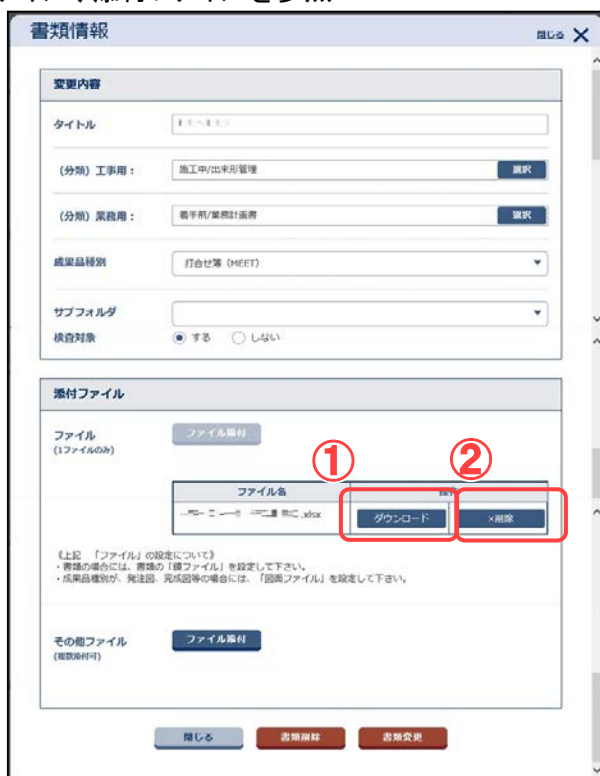 書類情報
閉じる ×
変更内容
タイトル
(分類) 工事用： 施工中/出来形管理 選択
(分類) 業務用： 着手前/業務計画書 選択
成果品種別 打合せ簿 (MEET)
サブフォルダ
検査対象 する しない
添付ファイル
ファイル ファイル添付
(1ファイルのみ)
① ②
ファイル名
.xlsx ダウンロード ×削除
《上記 「ファイル」の設定について》
・書類の場合には、書類の「鏡ファイル」を設定して下さい。
・成果品種別が、発注図、完成図等の場合には、「図面ファイル」を設定して下さい。
その他ファイル ファイル添付
(複数添付可)
閉じる 書類削除 書類変更